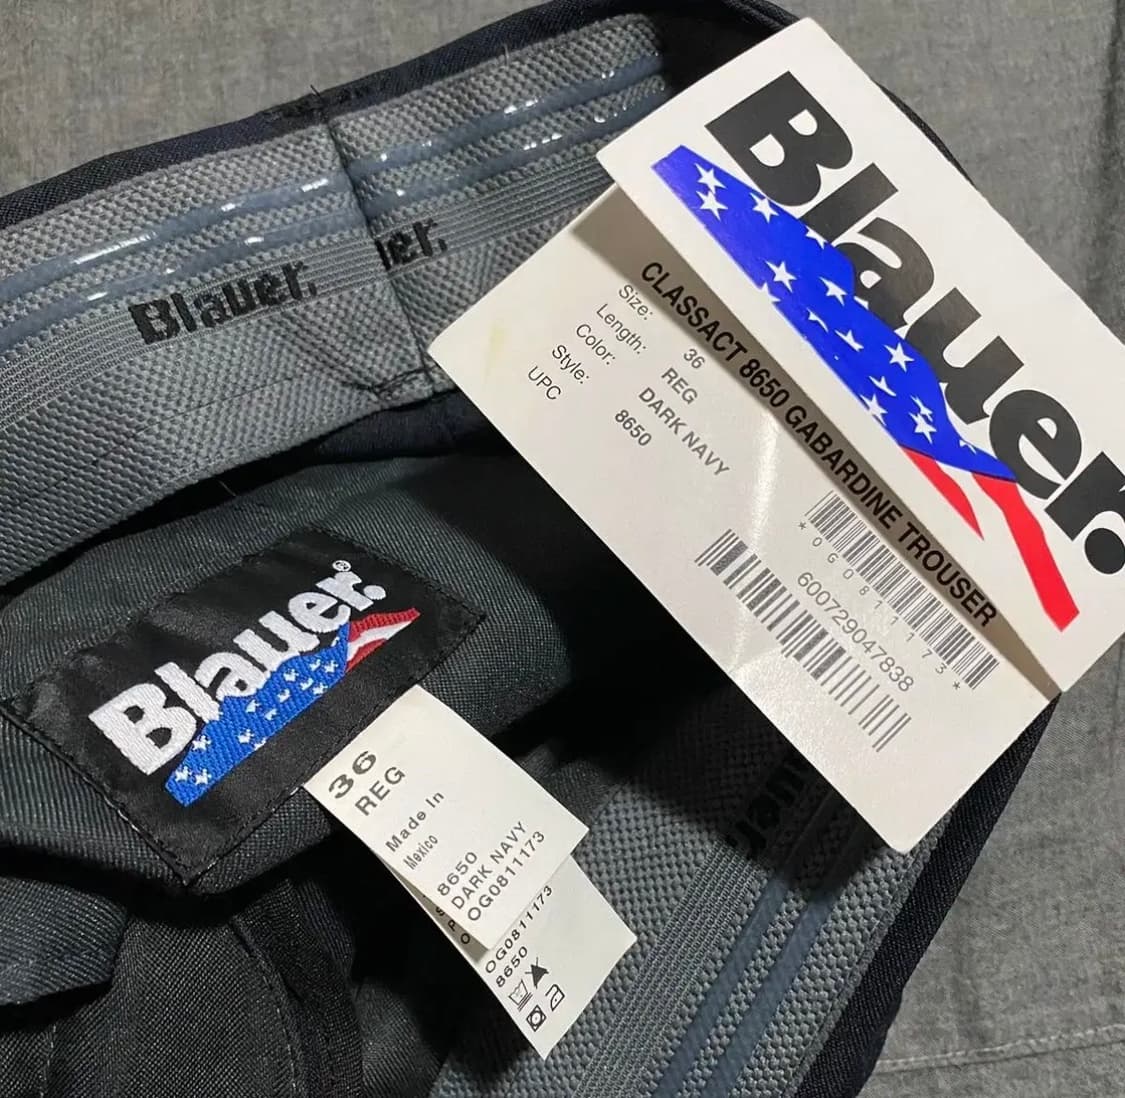 Blauer.
Blauer.
uer.
CLASSACT 8650 GABARDINE TROUSER
Size: 36
Length: REG
Color: DARK NAVY
Style: 8650
UPC
*OG0811173*
600729047838
Blauer.®
36
REG
Made In
Mexico
8650
DARK NAVY
OG0811173
OG0811173
8650